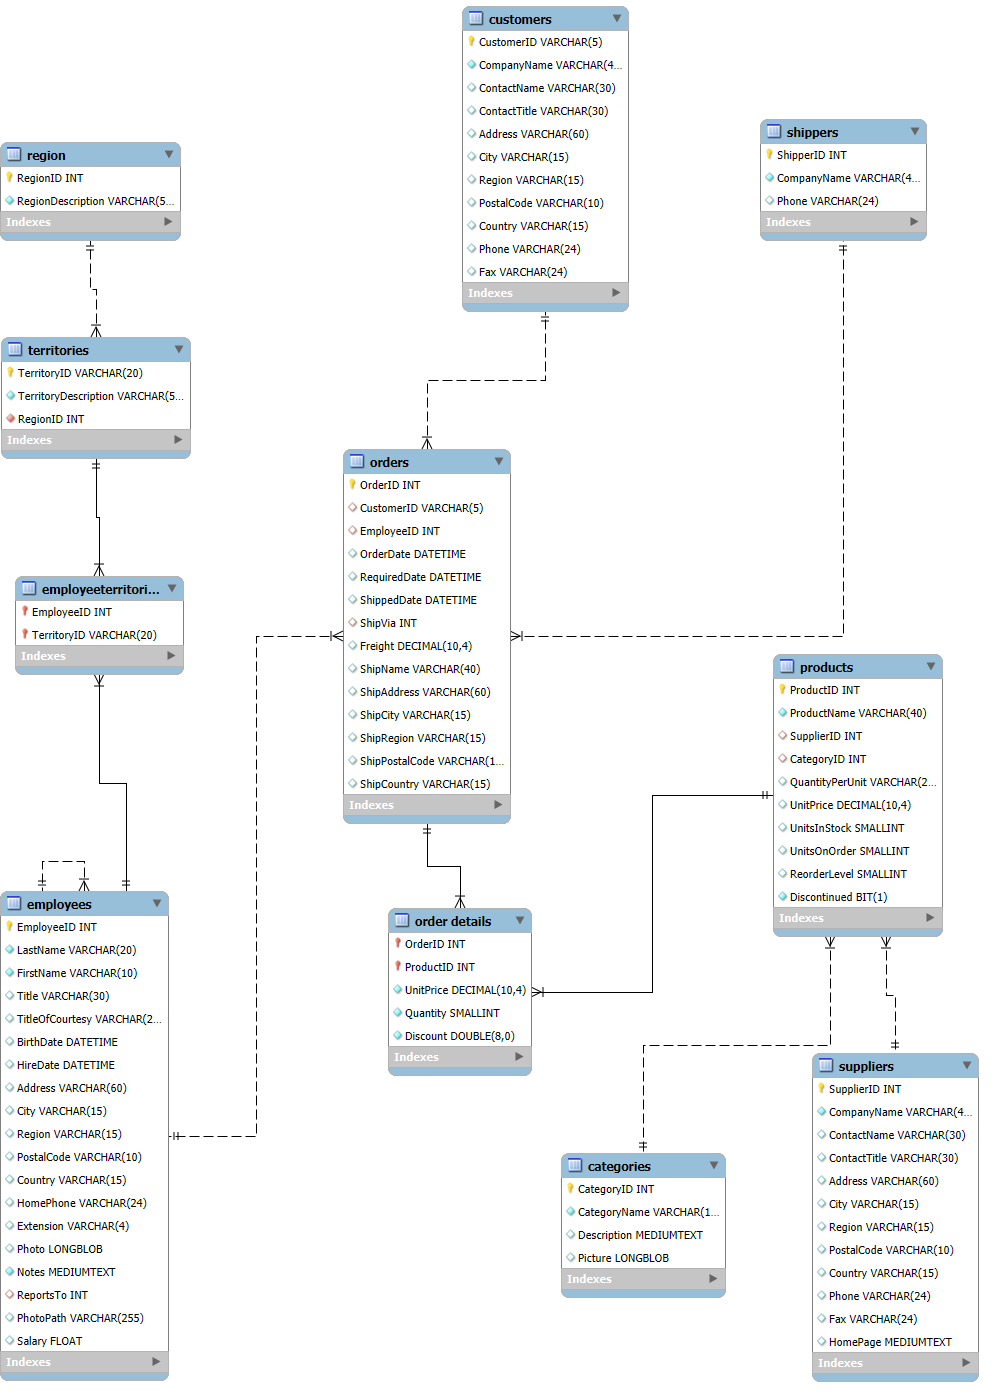 customers
CustomerID VARCHAR(5)
CompanyName VARCHAR(4...
ContactName VARCHAR(30)
ContactTitle VARCHAR(30)
Address VARCHAR(60)
City VARCHAR(15)
Region VARCHAR(15)
PostalCode VARCHAR(10)
Country VARCHAR(15)
Phone VARCHAR(24)
Fax VARCHAR(24)
Indexes
shippers
ShipperID INT
CompanyName VARCHAR(4...
Phone VARCHAR(24)
Indexes
region
RegionID INT
RegionDescription VARCHAR(5...
Indexes
territories
TerritoryID VARCHAR(20)
TerritoryDescription VARCHAR(5...
RegionID INT
Indexes
orders
OrderID INT
CustomerID VARCHAR(5)
EmployeeID INT
OrderDate DATETIME
RequiredDate DATETIME
ShippedDate DATETIME
ShipVia INT
Freight DECIMAL(10,4)
ShipName VARCHAR(40)
ShipAddress VARCHAR(60)
ShipCity VARCHAR(15)
ShipRegion VARCHAR(15)
ShipPostalCode VARCHAR(1...
ShipCountry VARCHAR(15)
Indexes
employeeterritori...
EmployeeID INT
TerritoryID VARCHAR(20)
Indexes
products
ProductID INT
ProductName VARCHAR(40)
SupplierID INT
CategoryID INT
QuantityPerUnit VARCHAR(2...
UnitPrice DECIMAL(10,4)
UnitsInStock SMALLINT
UnitsOnOrder SMALLINT
ReorderLevel SMALLINT
Discontinued BIT(1)
Indexes
employees
EmployeeID INT
LastName VARCHAR(20)
FirstName VARCHAR(10)
Title VARCHAR(30)
TitleOfCourtesy VARCHAR(2...
BirthDate DATETIME
HireDate DATETIME
Address VARCHAR(60)
City VARCHAR(15)
Region VARCHAR(15)
PostalCode VARCHAR(10)
Country VARCHAR(15)
HomePhone VARCHAR(24)
Extension VARCHAR(4)
Photo LONGBLOB
Notes MEDIUMTEXT
ReportsTo INT
PhotoPath VARCHAR(255)
Salary FLOAT
Indexes
order details
OrderID INT
ProductID INT
UnitPrice DECIMAL(10,4)
Quantity SMALLINT
Discount DOUBLE(8,0)
Indexes
categories
CategoryID INT
CategoryName VARCHAR(1...
Description MEDIUMTEXT
Picture LONGBLOB
Indexes
suppliers
SupplierID INT
CompanyName VARCHAR(4...
ContactName VARCHAR(30)
ContactTitle VARCHAR(30)
Address VARCHAR(60)
City VARCHAR(15)
Region VARCHAR(15)
PostalCode VARCHAR(10)
Country VARCHAR(15)
Phone VARCHAR(24)
Fax VARCHAR(24)
HomePage MEDIUMTEXT
Indexes